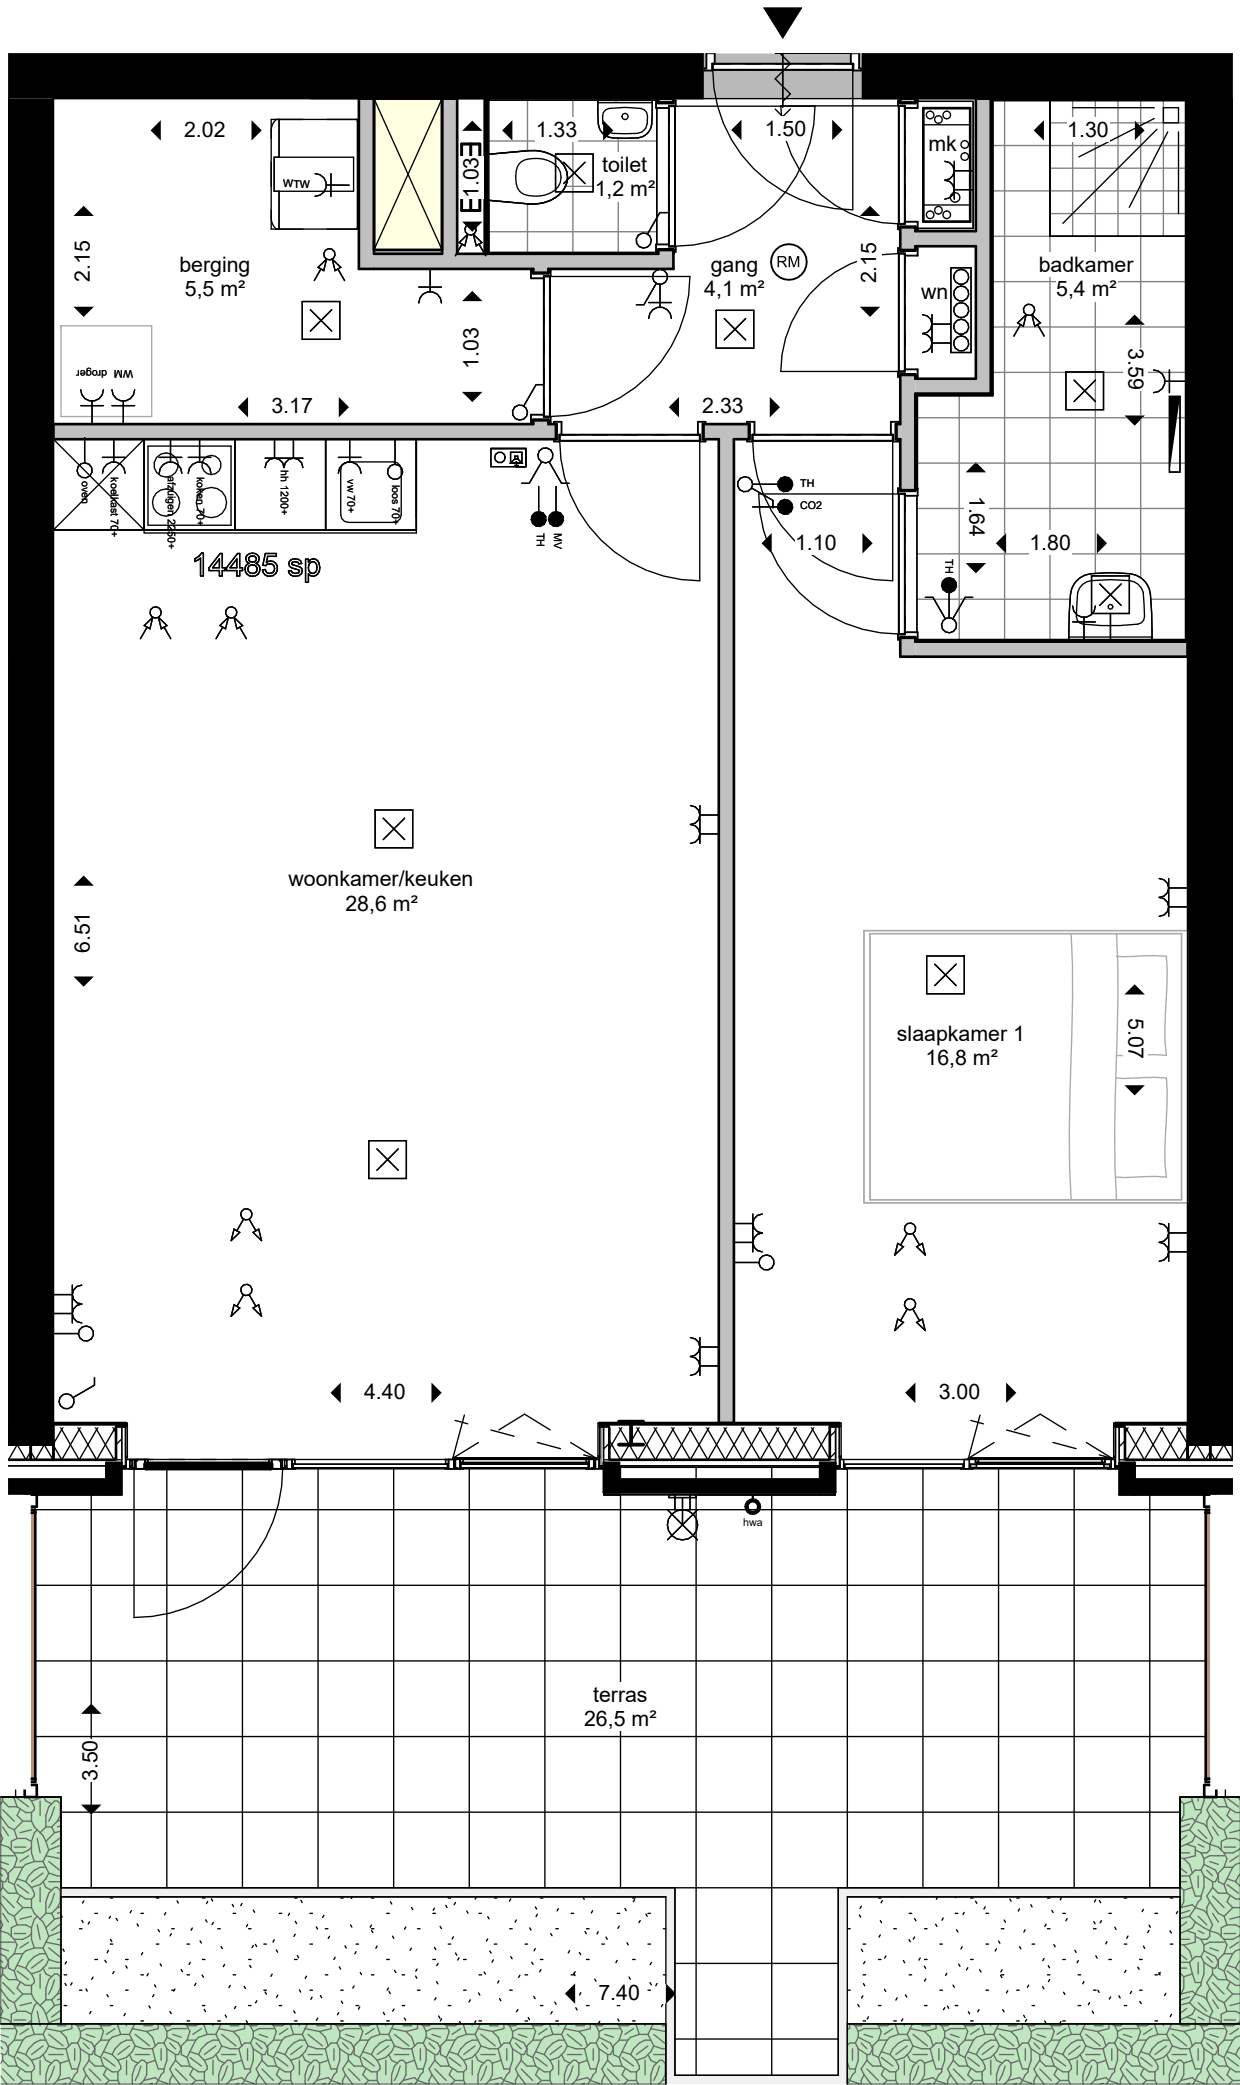 2.02
1.33
1.50
1.30
1.03
toilet
1,2 m²
mk
WTW
2.15
berging
5,5 m²
gang
4,1 m²
RM
2.15
badkamer
5,4 m²
wn
1.03
3.59
WM
droger
3.17
2.33
oven
koelkast 70+
afzuigen 2250+
koken 70+
hh 1200+
vw 70+
loos 70+
TH
MV
TH
CO2
1.64
1.10
1.80
TH
14485 sp
woonkamer/keuken
28,6 m²
6.51
slaapkamer 1
16,8 m²
5.07
4.40
3.00
hwa
terras
26,5 m²
3.50
7.40